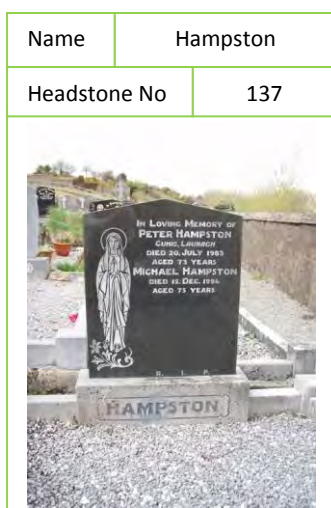 Name Hampston
Headstone No 137
IN LOVING MEMORY OF
PETER HAMPSTON
DIED 20. JULY 1983
AGED 73 YEARS
MICHAEL HAMPSTON
DIED 15. DEC. 1994
AGED 75 YEARS
R. I. P.
HAMPSTON